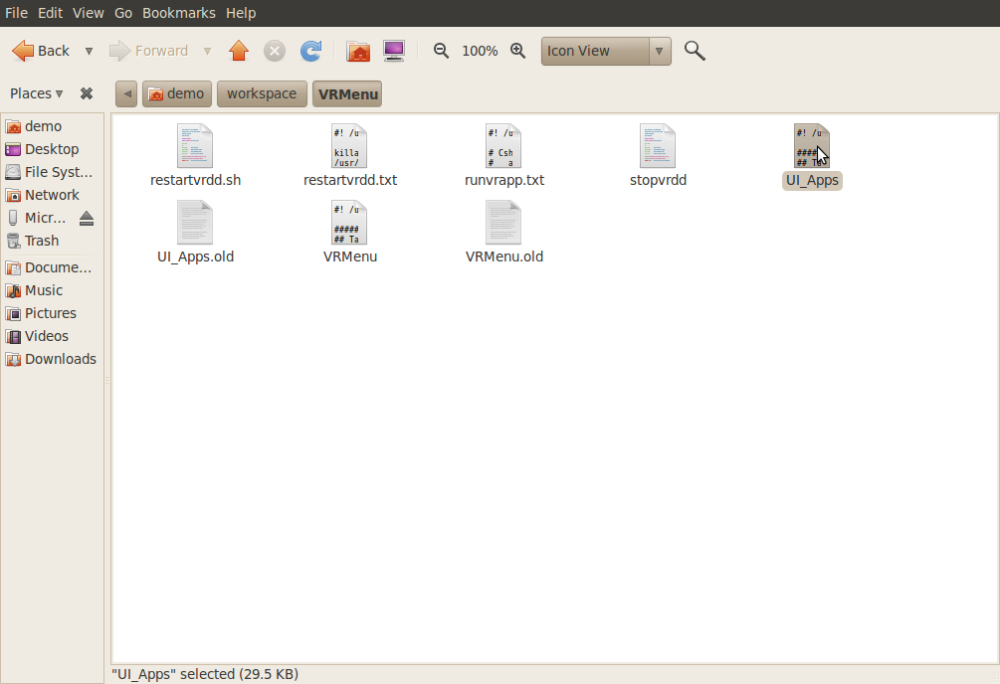 File Edit View Go Bookmarks Help
Back Forward 100% Icon View
Places demo workspace VRMenu
demo
Desktop
File Syst...
Network
Micr...
Trash
Docume...
Music
Pictures
Videos
Downloads
#! /u
killa
/usr/
#! /u
# Csh
# a
#! /u
####
## Ta
restartvrdd.sh restartvrdd.txt runvrapp.txt stopvrdd UI_Apps
#! /u
#####
## Ta
UI_Apps.old VRMenu VRMenu.old
"UI_Apps" selected (29.5 KB)